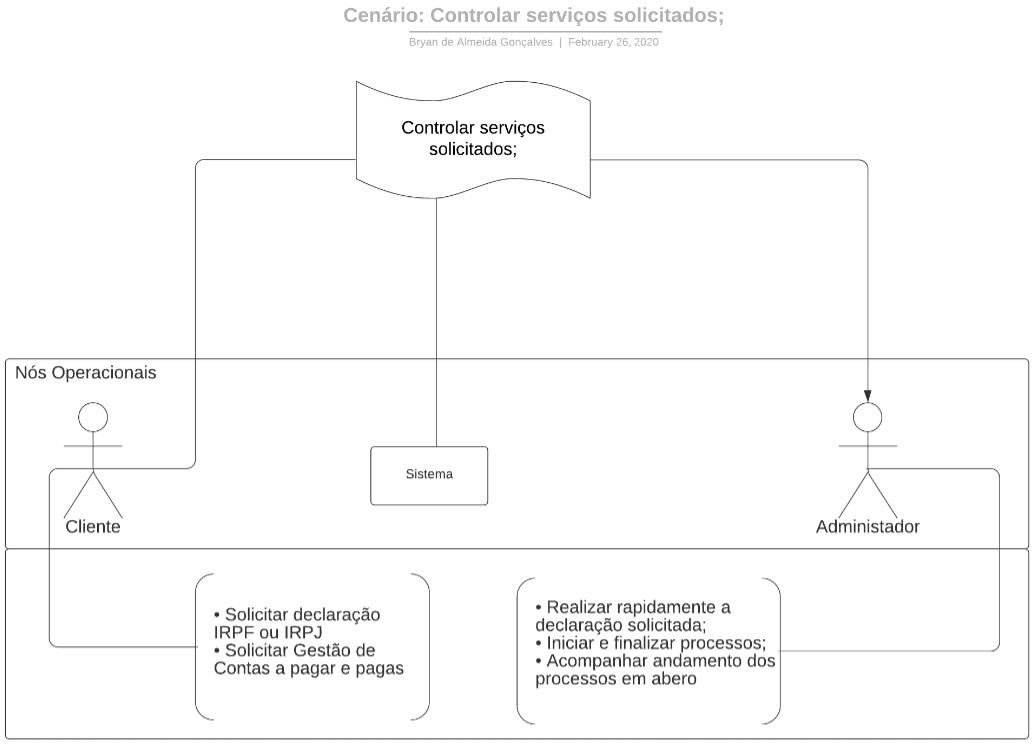 Cenário: Controlar serviços solicitados;
Bryan de Almeida Gonçalves | February 26, 2020
Controlar serviços
solicitados;
Nós Operacionais
Cliente
Sistema
Administador
• Solicitar declaração
IRPF ou IRPJ
• Solicitar Gestão de
Contas a pagar e pagas
• Realizar rapidamente a
declaração solicitada;
• Iniciar e finalizar processos;
• Acompanhar andamento dos
processos em abero